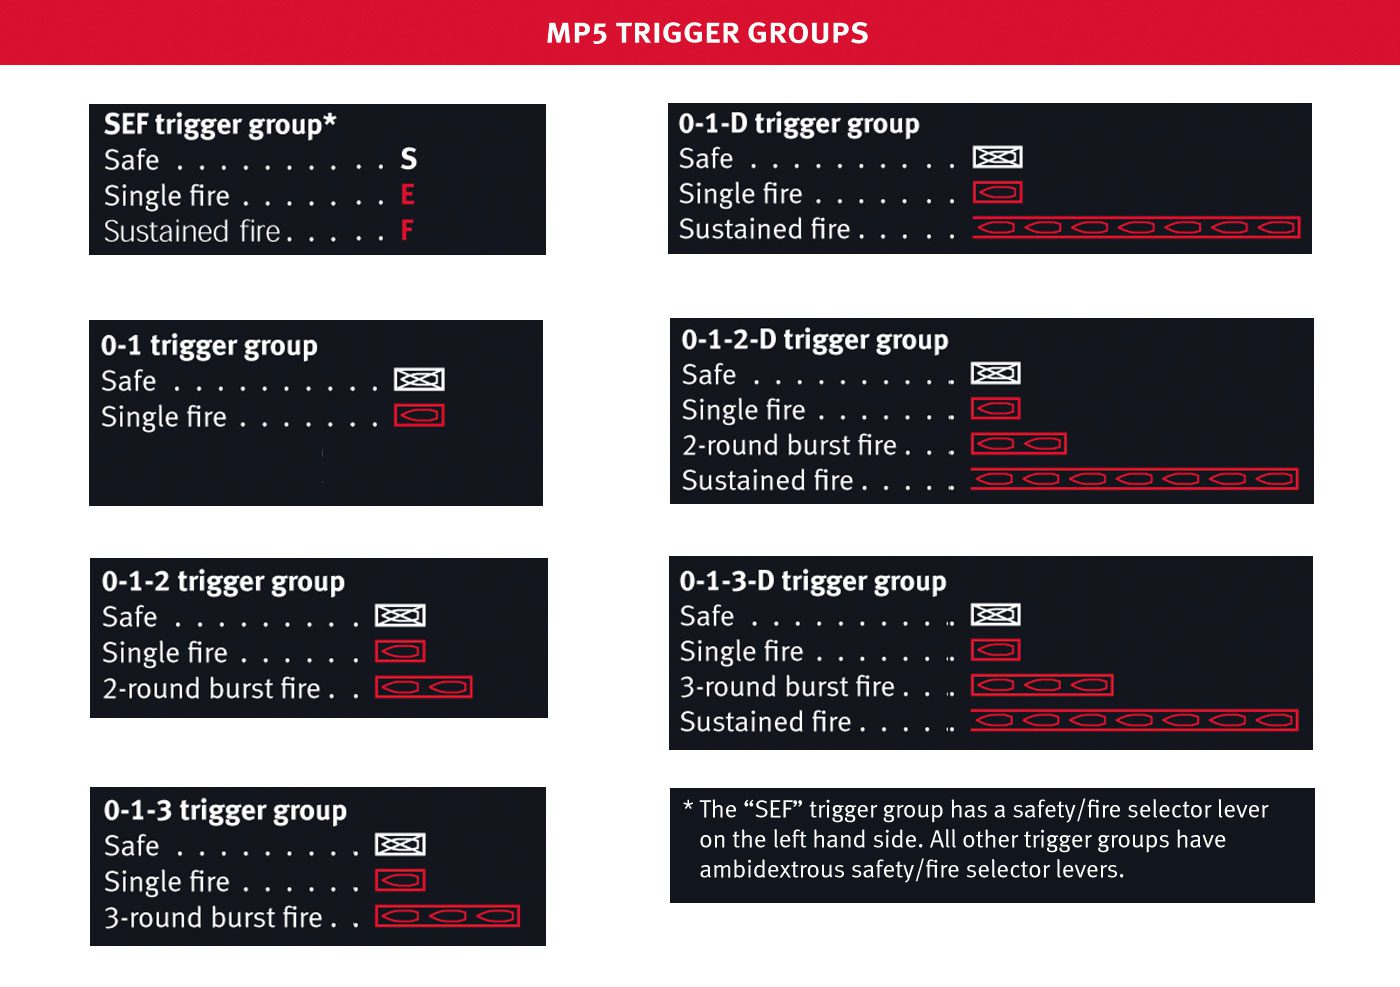 MP5 TRIGGER GROUPS
SEF trigger group*
Safe . . . . . . . . . . S
Single fire . . . . . . . E
Sustained fire . . . . . F
0-1 trigger group
Safe . . . . . . . . . .
Single fire . . . . . . .
0-1-2 trigger group
Safe . . . . . . . . .
Single fire . . . . . .
2-round burst fire . .
0-1-3 trigger group
Safe . . . . . . . . .
Single fire . . . . . .
3-round burst fire . .
0-1-D trigger group
Safe . . . . . . . . . .
Single fire . . . . . . .
Sustained fire . . . . .
0-1-2-D trigger group
Safe . . . . . . . . . .
Single fire . . . . . . .
2-round burst fire . . .
Sustained fire . . . . .
0-1-3-D trigger group
Safe . . . . . . . . . .
Single fire . . . . . . .
3-round burst fire . . .
Sustained fire . . . . .
* The “SEF” trigger group has a safety/fire selector lever
on the left hand side. All other trigger groups have
ambidextrous safety/fire selector levers.